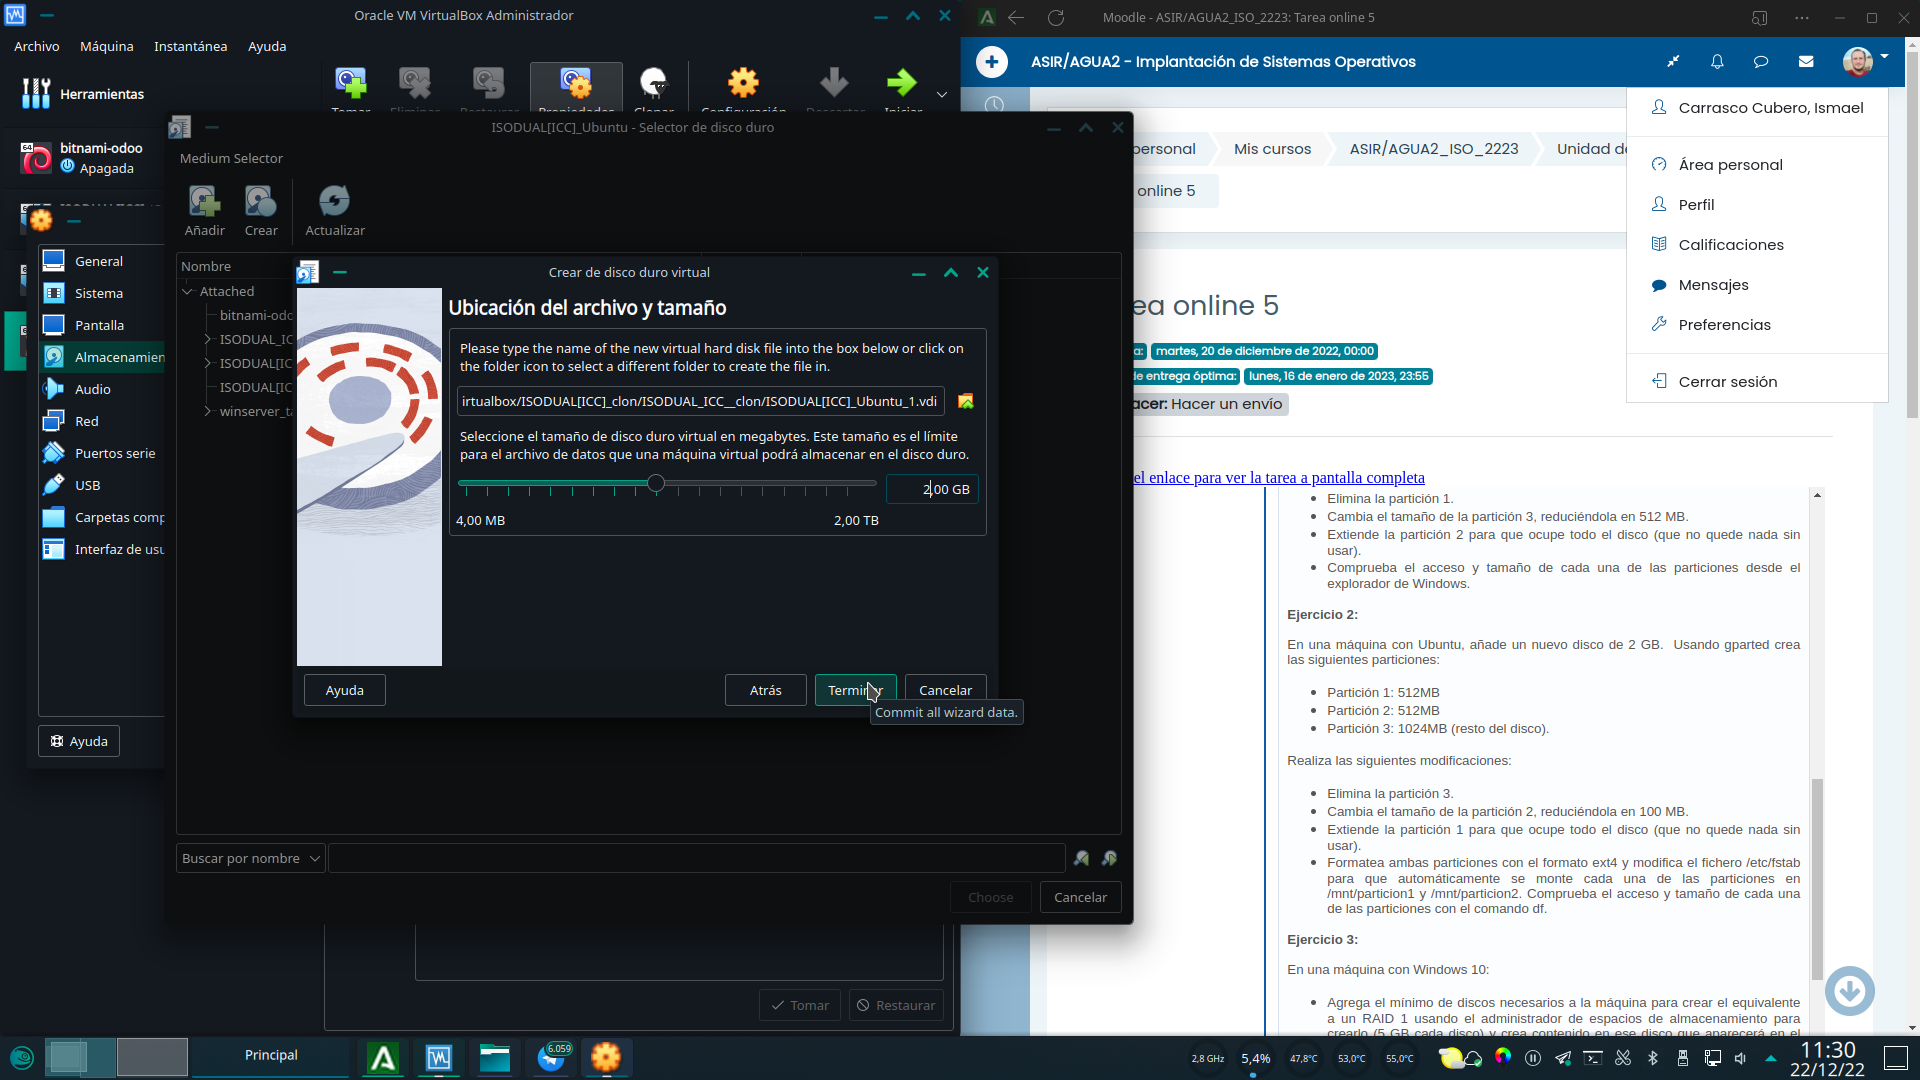 Oracle VM VirtualBox Administrador
Archivo Máquina Instantánea Ayuda
Herramientas
Clonar
Configuración
Iniciar
bitnami-odoo
Apagada
General
Sistema
Pantalla
Almacenamien
Audio
Red
Puertos serie
USB
Carpetas comp
Interfaz de usu
Ayuda
ISODUAL[ICC]_Ubuntu - Selector de disco duro
Medium Selector
Añadir Crear Actualizar
Nombre
Attached
bitnami-odo
ISODUAL_IC
ISODUAL[IC
ISODUAL[IC
winserver_ta
Crear de disco duro virtual
Ubicación del archivo y tamaño
Please type the name of the new virtual hard disk file into the box below or click on
the folder icon to select a different folder to create the file in.
irtualbox/ISODUAL[ICC]_clon/ISODUAL_ICC__clon/ISODUAL[ICC]_Ubuntu_1.vdi
Seleccione el tamaño de disco duro virtual en megabytes. Este tamaño es el límite
para el archivo de datos que una máquina virtual podrá almacenar en el disco duro.
2,00 GB
4,00 MB 2,00 TB
Ayuda Atrás Terminar Cancelar
Commit all wizard data.
Buscar por nombre
Choose Cancelar
Tomar Restaurar
Moodle - ASIR/AGUA2_ISO_2223: Tarea online 5
ASIR/AGUA2 - Implantación de Sistemas Operativos
Carrasco Cubero, Ismael
Área personal
Perfil
Calificaciones
Mensajes
Preferencias
Cerrar sesión
personal Mis cursos ASIR/AGUA2_ISO_2223 Unidad de
online 5
ea online 5
a: martes, 20 de diciembre de 2022, 00:00
de entrega óptima: lunes, 16 de enero de 2023, 23:55
acer: Hacer un envío
el enlace para ver la tarea a pantalla completa
Elimina la partición 1.
Cambia el tamaño de la partición 3, reduciéndola en 512 MB.
Extiende la partición 2 para que ocupe todo el disco (que no quede nada sin
usar).
Comprueba el acceso y tamaño de cada una de las particiones desde el
explorador de Windows.
Ejercicio 2:
En una máquina con Ubuntu, añade un nuevo disco de 2 GB. Usando gparted crea
las siguientes particiones:
Partición 1: 512MB
Partición 2: 512MB
Partición 3: 1024MB (resto del disco).
Realiza las siguientes modificaciones:
Elimina la partición 3.
Cambia el tamaño de la partición 2, reduciéndola en 100 MB.
Extiende la partición 1 para que ocupe todo el disco (que no quede nada sin
usar).
Formatea ambas particiones con el formato ext4 y modifica el fichero /etc/fstab
para que automáticamente se monte cada una de las particiones en
/mnt/particion1 y /mnt/particion2. Comprueba el acceso y tamaño de cada una
de las particiones con el comando df.
Ejercicio 3:
En una máquina con Windows 10:
Agrega el mínimo de discos necesarios a la máquina para crear el equivalente
a un RAID 1 usando el administrador de espacios de almacenamiento para
crearlo (5 GB cada disco) y crea contenido en ese disco que aparecerá en el
Principal
6.059
2,8 GHz 5,4% 47,8°C 53,0°C 55,0°C
11:30
22/12/22